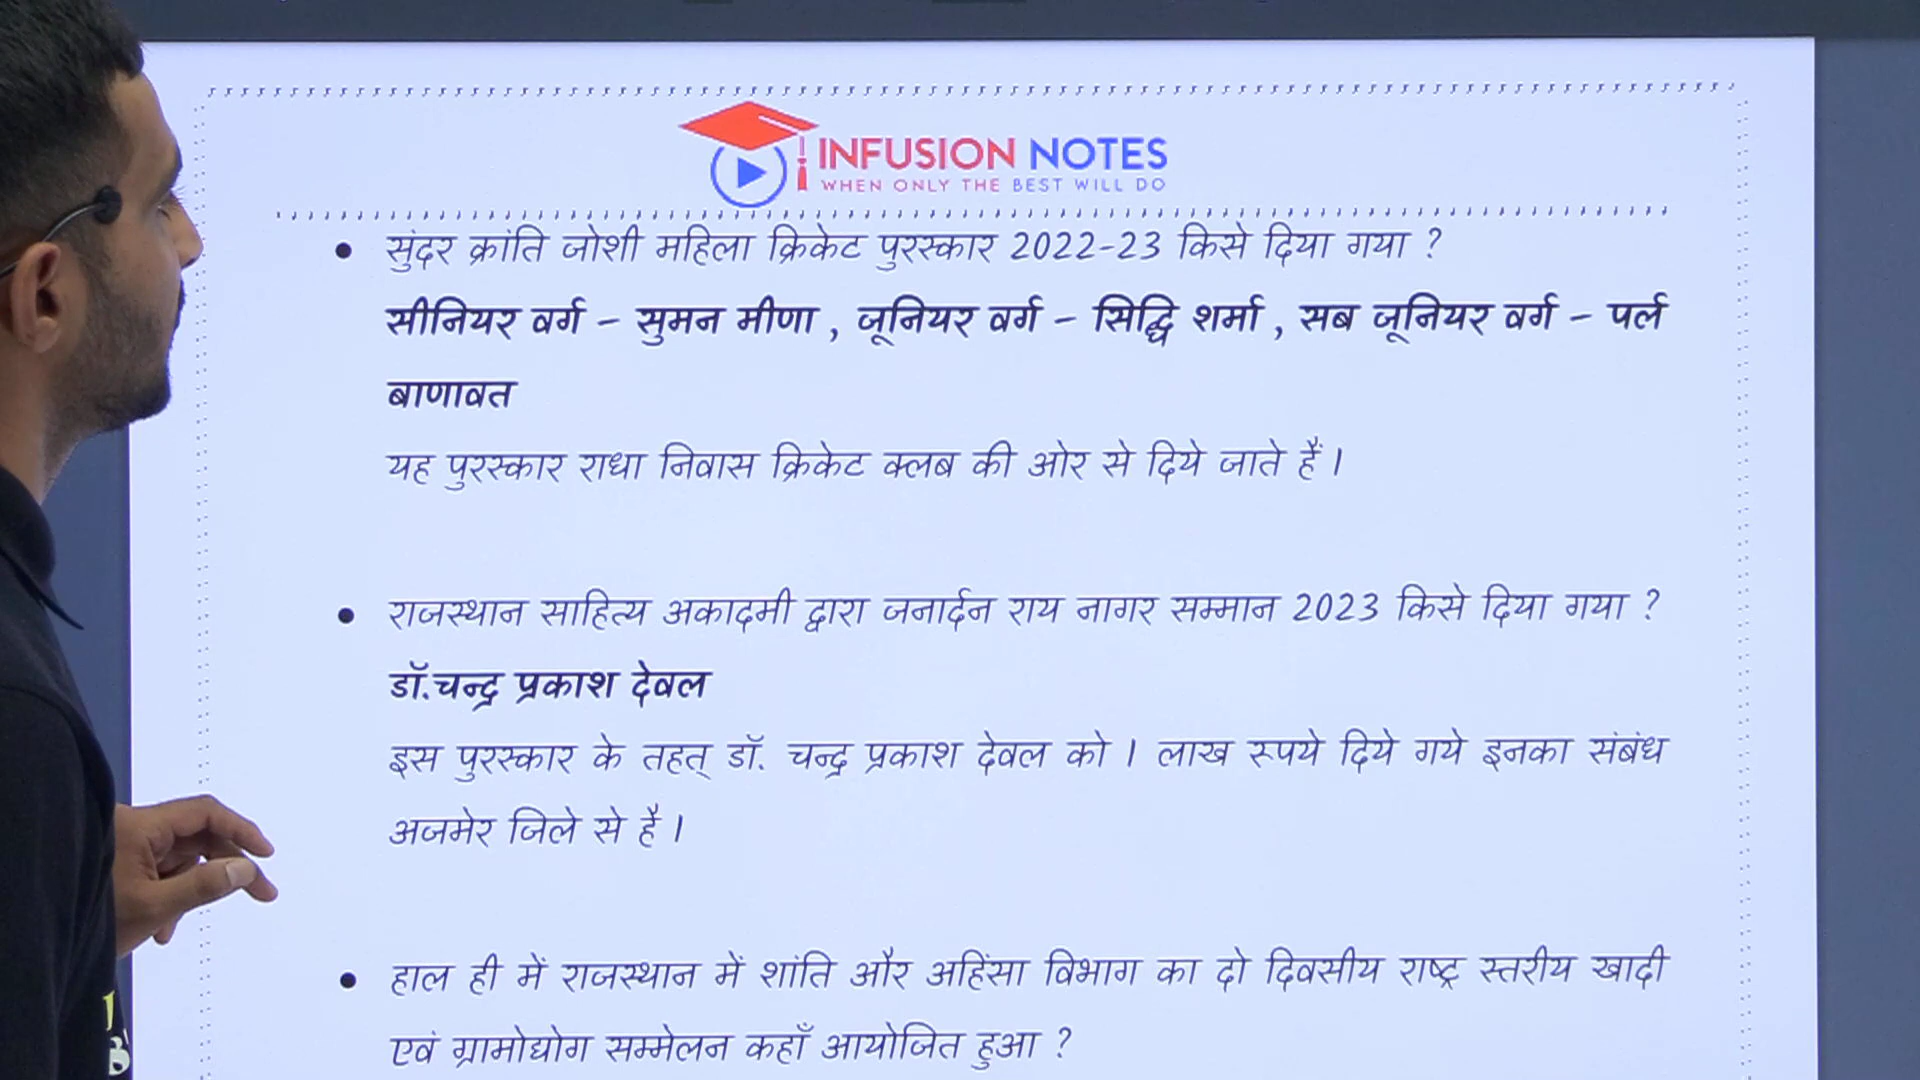 INFUSION NOTES
WHEN ONLY THE BEST WILL DO
• सुंदर क्रांति जोशी महिला क्रिकेट पुरस्कार 2022-23 किसे दिया गया ?
सीनियर वर्ग – सुमन मीणा , जूनियर वर्ग – सिद्धि शर्मा , सब जूनियर वर्ग – पर्ल
बाणावत
यह पुरस्कार राधा निवास क्रिकेट क्लब की ओर से दिये जाते हैं ।
• राजस्थान साहित्य अकादमी द्वारा जनार्दन राय नागर सम्मान 2023 किसे दिया गया ?
डॉ.चन्द्र प्रकाश देवल
इस पुरस्कार के तहत् डॉ. चन्द्र प्रकाश देवल को 1 लाख रूपये दिये गये इनका संबंध
अजमेर जिले से है ।
• हाल ही में राजस्थान में शांति और अहिंसा विभाग का दो दिवसीय राष्ट्र स्तरीय खादी
एवं ग्रामोद्योग सम्मेलन कहाँ आयोजित हुआ ?